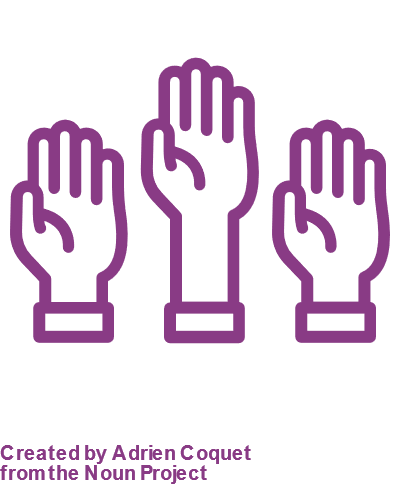 Created by Adrien Coquet
from the Noun Project